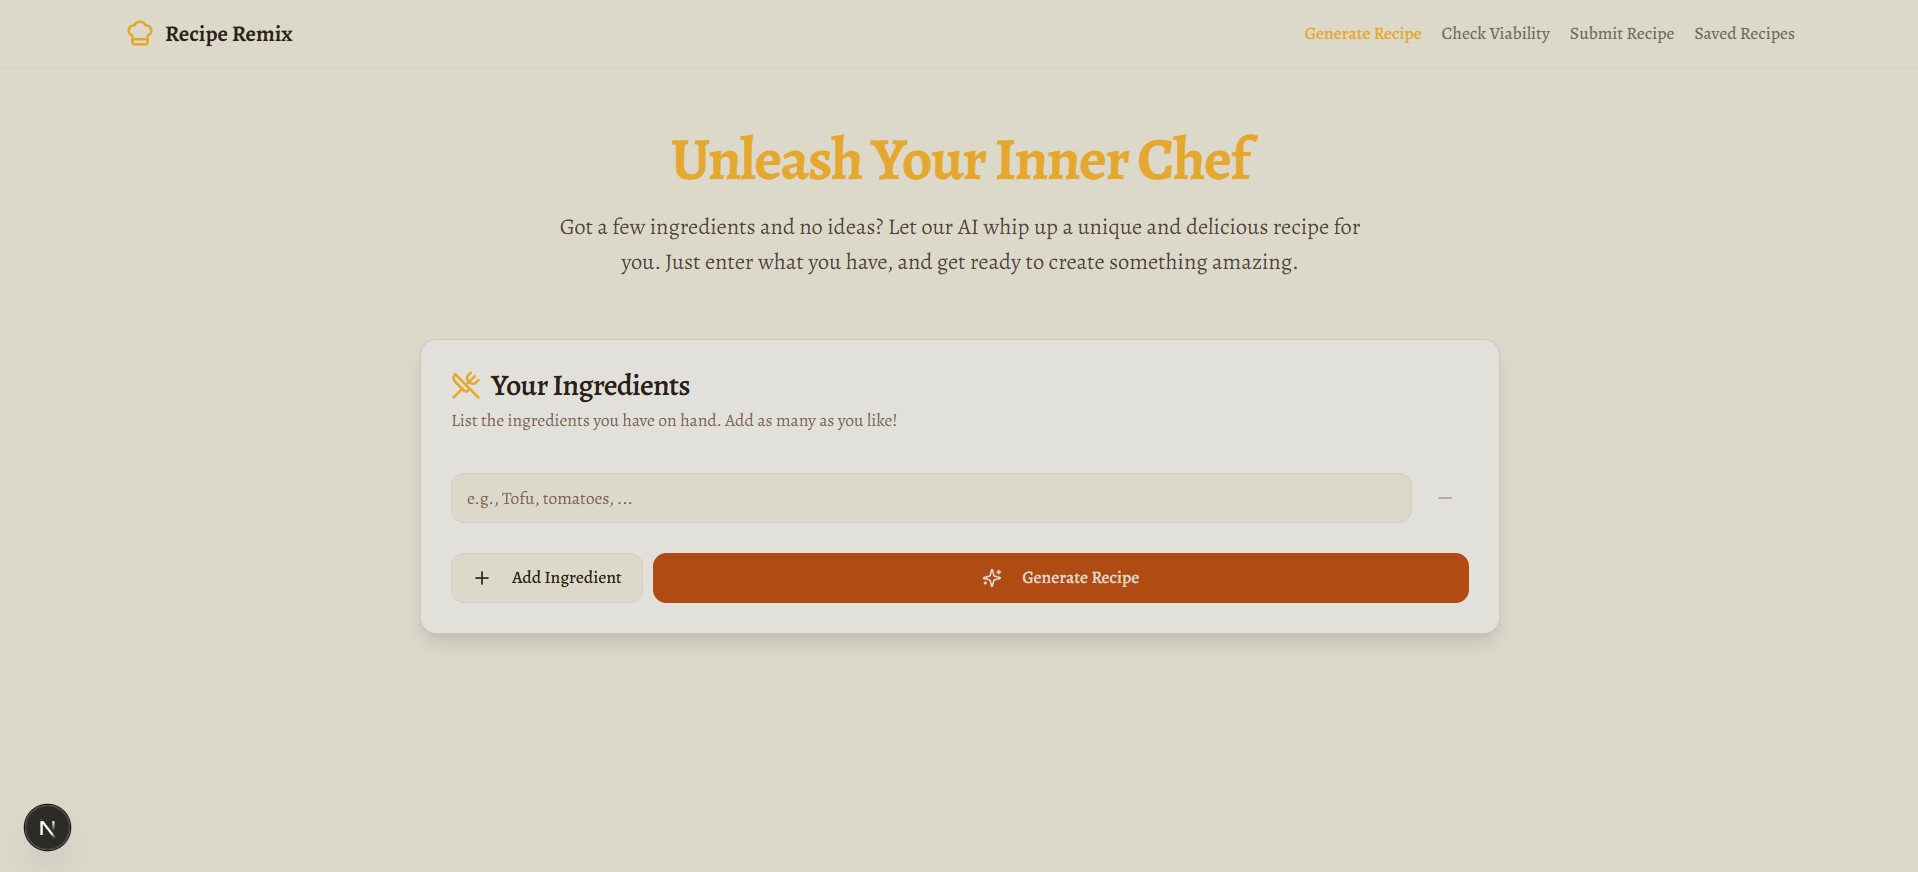 Recipe Remix
Generate Recipe
Check Viability
Submit Recipe
Saved Recipes
Unleash Your Inner Chef
Got a few ingredients and no ideas? Let our AI whip up a unique and delicious recipe for
you. Just enter what you have, and get ready to create something amazing.
Your Ingredients
List the ingredients you have on hand. Add as many as you like!
e.g., Tofu, tomatoes, ...
Add Ingredient
Generate Recipe
N